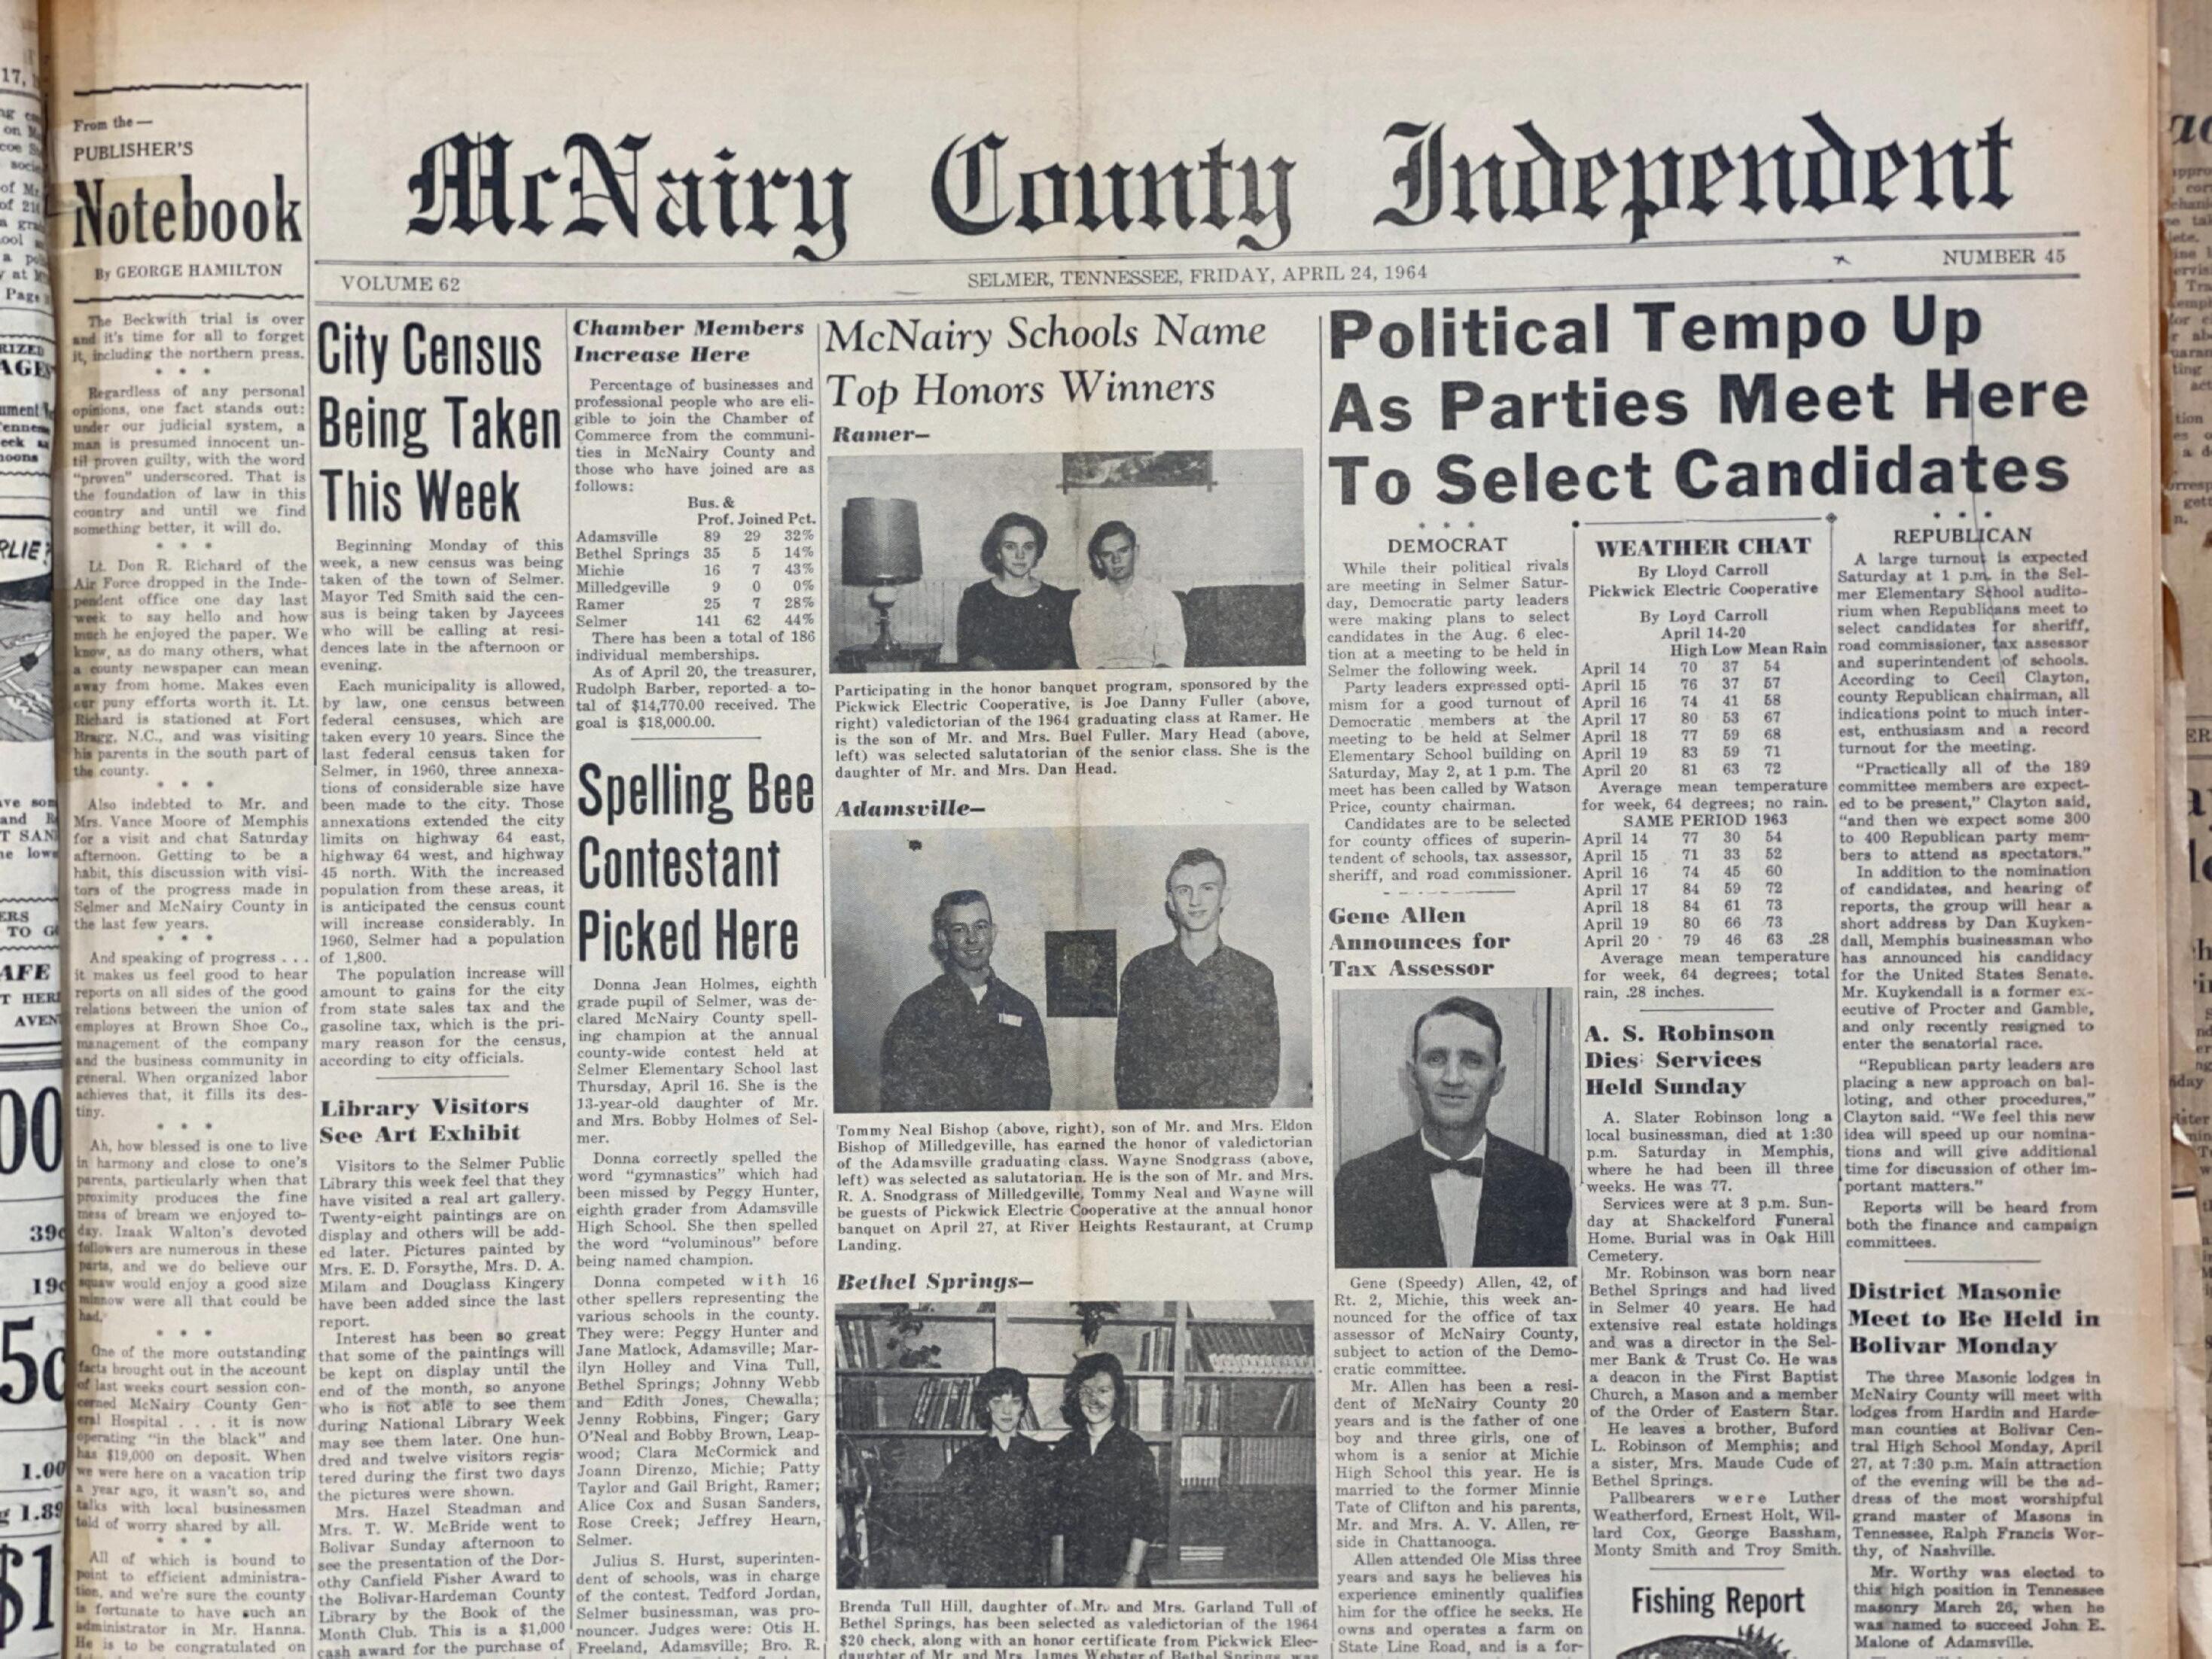 From the—
PUBLISHER'S
Notebook
By GEORGE HAMILTON
The Beckwith trial is over
and it's time for all to forget
it, including the northern press.
* * *
Regardless of any personal
opinions, one fact stands out:
under our judicial system, a
man is presumed innocent un-
til proven guilty, with the word
"proven" underscored. That is
the foundation of law in this
country and until we find
something better, it will do.
* * *
Lt. Don R. Richard of the
Air Force dropped in the Inde-
pendent office one day last
week to say hello and how
much he enjoyed the paper. We
know, as do many others, what
a county newspaper can mean
away from home. Makes even
our puny efforts worth it. Lt.
Richard is stationed at Fort
Bragg, N.C., and was visiting
his parents in the south part of
the county.
* * *
Also indebted to Mr. and
Mrs. Vance Moore of Memphis
for a visit and chat Saturday
afternoon. Getting to be a
habit, this discussion with visi-
tors of the progress made in
Selmer and McNairy County in
the last few years.
* * *
And speaking of progress . . .
it makes us feel good to hear
reports on all sides of the good
relations between the union of
employes at Brown Shoe Co.,
management of the company
and the business community in
general. When organized labor
achieves that, it fills its des-
tiny.
* * *
Ah, how blessed is one to live
in harmony and close to one's
parents, particularly when that
proximity produces the fine
mess of bream we enjoyed to-
day. Izaak Walton's devoted
followers are numerous in these
parts, and we do believe our
squaw would enjoy a good size
minnow were all that could be
had.
* * *
One of the more outstanding
facts brought out in the account
of last weeks court session con-
cerned McNairy County Gen-
eral Hospital . . . it is now
operating "in the black" and
has $19,000 on deposit. When
we were here on a vacation trip
a year ago, it wasn't so, and
talks with local businessmen
told of worry shared by all.
* * *
All of which is bound to
point to efficient administra-
tion, and we're sure the county
is fortunate to have such an
administrator in Mr. Hanna.
He is to be congratulated on
McNairy County Independent
VOLUME 62
SELMER, TENNESSEE, FRIDAY, APRIL 24, 1964
NUMBER 45
City Census
Being Taken
This Week
Beginning Monday of this
week, a new census was being
taken of the town of Selmer.
Mayor Ted Smith said the cen-
sus is being taken by Jaycees
who will be calling at resi-
dences late in the afternoon or
evening.
Each municipality is allowed,
by law, one census between
federal censuses, which are
taken every 10 years. Since the
last federal census taken for
Selmer, in 1960, three annexa-
tions of considerable size have
been made to the city. Those
annexations extended the city
limits on highway 64 east,
highway 64 west, and highway
45 north. With the increased
population from these areas, it
is anticipated the census count
will increase considerably. In
1960, Selmer had a population
of 1,800.
The population increase will
amount to gains for the city
from state sales tax and the
gasoline tax, which is the pri-
mary reason for the census,
according to city officials.
Library Visitors
See Art Exhibit
Visitors to the Selmer Public
Library this week feel that they
have visited a real art gallery.
Twenty-eight paintings are on
display and others will be add-
ed later. Pictures painted by
Mrs. E. D. Forsythe, Mrs. D. A.
Milam and Douglass Kingery
have been added since the last
report.
Interest has been so great
that some of the paintings will
be kept on display until the
end of the month, so anyone
who is not able to see them
during National Library Week
may see them later. One hun-
dred and twelve visitors regis-
tered during the first two days
the pictures were shown.
Mrs. Hazel Steadman and
Mrs. T. W. McBride went to
Bolivar Sunday afternoon to
see the presentation of the Dor-
othy Canfield Fisher Award to
the Bolivar-Hardeman County
Library by the Book of the
Month Club. This is a $1,000
cash award for the purchase of
Chamber Members
Increase Here
Percentage of businesses and
professional people who are eli-
gible to join the Chamber of
Commerce from the communi-
ties in McNairy County and
those who have joined are as
follows:
Bus. &
Prof. Joined Pct.
Adamsville 89 29 32%
Bethel Springs 35 5 14%
Michie 16 7 43%
Milledgeville 9 0 0%
Ramer 25 7 28%
Selmer 141 62 44%
There has been a total of 186
individual memberships.
As of April 20, the treasurer,
Rudolph Barber, reported a to-
tal of $14,770.00 received. The
goal is $18,000.00.
Spelling Bee
Contestant
Picked Here
Donna Jean Holmes, eighth
grade pupil of Selmer, was de-
clared McNairy County spell-
ing champion at the annual
county-wide contest held at
Selmer Elementary School last
Thursday, April 16. She is the
13-year-old daughter of Mr.
and Mrs. Bobby Holmes of Sel-
mer.
Donna correctly spelled the
word "gymnastics" which had
been missed by Peggy Hunter,
eighth grader from Adamsville
High School. She then spelled
the word "voluminous" before
being named champion.
Donna competed with 16
other spellers representing the
various schools in the county.
They were: Peggy Hunter and
Jane Matlock, Adamsville; Mar-
ilyn Holley and Vina Tull,
Bethel Springs; Johnny Webb
and Edith Jones, Chewalla;
Jenny Robbins, Finger; Gary
O'Neal and Bobby Brown, Leap-
wood; Clara McCormick and
Joann Direnzo, Michie; Patty
Taylor and Gail Bright, Ramer;
Alice Cox and Susan Sanders,
Rose Creek; Jeffrey Hearn,
Selmer.
Julius S. Hurst, superinten-
dent of schools, was in charge
of the contest. Tedford Jordan,
Selmer businessman, was pro-
nouncer. Judges were: Otis H.
Freeland, Adamsville; Bro. R.
McNairy Schools Name
Top Honors Winners
Ramer—
Participating in the honor banquet program, sponsored by the
Pickwick Electric Cooperative, is Joe Danny Fuller (above,
right) valedictorian of the 1964 graduating class at Ramer. He
is the son of Mr. and Mrs. Buel Fuller. Mary Head (above,
left) was selected salutatorian of the senior class. She is the
daughter of Mr. and Mrs. Dan Head.
Adamsville—
Tommy Neal Bishop (above, right), son of Mr. and Mrs. Eldon
Bishop of Milledgeville, has earned the honor of valedictorian
of the Adamsville graduating class. Wayne Snodgrass (above,
left) was selected as salutatorian. He is the son of Mr. and Mrs.
R. A. Snodgrass of Milledgeville, Tommy Neal and Wayne will
be guests of Pickwick Electric Cooperative at the annual honor
banquet on April 27, at River Heights Restaurant, at Crump
Landing.
Bethel Springs—
Brenda Tull Hill, daughter of Mr. and Mrs. Garland Tull of
Bethel Springs, has been selected as valedictorian of the 1964
$20 check, along with an honor certificate from Pickwick Elec-
daughter of Mr. and Mrs. James Webster of Bethel Springs, was
Political Tempo Up
As Parties Meet Here
To Select Candidates
* * *
DEMOCRAT
While their political rivals
are meeting in Selmer Satur-
day, Democratic party leaders
were making plans to select
candidates in the Aug. 6 elec-
tion at a meeting to be held in
Selmer the following week.
Party leaders expressed opti-
mism for a good turnout of
Democratic members at the
meeting to be held at Selmer
Elementary School building on
Saturday, May 2, at 1 p.m. The
meet has been called by Watson
Price, county chairman.
Candidates are to be selected
for county offices of superin-
tendent of schools, tax assessor,
sheriff, and road commissioner.
Gene Allen
Announces for
Tax Assessor
Gene (Speedy) Allen, 42, of
Rt. 2, Michie, this week an-
nounced for the office of tax
assessor of McNairy County,
subject to action of the Demo-
cratic committee.
Mr. Allen has been a resi-
dent of McNairy County 20
years and is the father of one
boy and three girls, one of
whom is a senior at Michie
High School this year. He is
married to the former Minnie
Tate of Clifton and his parents,
Mr. and Mrs. A. V. Allen, re-
side in Chattanooga.
Allen attended Ole Miss three
years and says he believes his
experience eminently qualifies
him for the office he seeks. He
owns and operates a farm on
State Line Road, and is a for-
WEATHER CHAT
By Lloyd Carroll
Pickwick Electric Cooperative
By Loyd Carroll
April 14-20
High Low Mean Rain
April 14 70 37 54
April 15 76 37 57
April 16 74 41 58
April 17 80 53 67
April 18 77 59 68
April 19 83 59 71
April 20 81 63 72
Average mean temperature
for week, 64 degrees; no rain.
SAME PERIOD 1963
April 14 77 30 54
April 15 71 33 52
April 16 74 45 60
April 17 84 59 72
April 18 84 61 73
April 19 80 66 73
April 20 79 46 63 .28
Average mean temperature
for week, 64 degrees; total
rain, .28 inches.
A. S. Robinson
Dies; Services
Held Sunday
A. Slater Robinson long a
local businessman, died at 1:30
p.m. Saturday in Memphis,
where he had been ill three
weeks. He was 77.
Services were at 3 p.m. Sun-
day at Shackelford Funeral
Home. Burial was in Oak Hill
Cemetery.
Mr. Robinson was born near
Bethel Springs and had lived
in Selmer 40 years. He had
extensive real estate holdings
and was a director in the Sel-
mer Bank & Trust Co. He was
a deacon in the First Baptist
Church, a Mason and a member
of the Order of Eastern Star.
He leaves a brother, Buford
L. Robinson of Memphis; and
a sister, Mrs. Maude Cude of
Bethel Springs.
Pallbearers were Luther
Weatherford, Ernest Holt, Wil-
lard Cox, George Bassham,
Monty Smith and Troy Smith.
Fishing Report
* * *
REPUBLICAN
A large turnout is expected
Saturday at 1 p.m. in the Sel-
mer Elementary School audito-
rium when Republicans meet to
select candidates for sheriff,
road commissioner, tax assessor
and superintendent of schools.
According to Cecil Clayton,
county Republican chairman, all
indications point to much inter-
est, enthusiasm and a record
turnout for the meeting.
"Practically all of the 189
committee members are expect-
ed to be present," Clayton said,
"and then we expect some 300
to 400 Republican party mem-
bers to attend as spectators."
In addition to the nomination
of candidates, and hearing of
reports, the group will hear a
short address by Dan Kuyken-
dall, Memphis businessman who
has announced his candidacy
for the United States Senate.
Mr. Kuykendall is a former ex-
ecutive of Procter and Gamble,
and only recently resigned to
enter the senatorial race.
"Republican party leaders are
placing a new approach on bal-
loting, and other procedures,"
Clayton said. "We feel this new
idea will speed up our nomina-
tions and will give additional
time for discussion of other im-
portant matters."
Reports will be heard from
both the finance and campaign
committees.
District Masonic
Meet to Be Held in
Bolivar Monday
The three Masonic lodges in
McNairy County will meet with
lodges from Hardin and Harde-
man counties at Bolivar Cen-
tral High School Monday, April
27, at 7:30 p.m. Main attraction
of the evening will be the ad-
dress of the most worshipful
grand master of Masons in
Tennessee, Ralph Francis Wor-
thy, of Nashville.
Mr. Worthy was elected to
this high position in Tennessee
masonry March 26, when he
was named to succeed John E.
Malone of Adamsville.